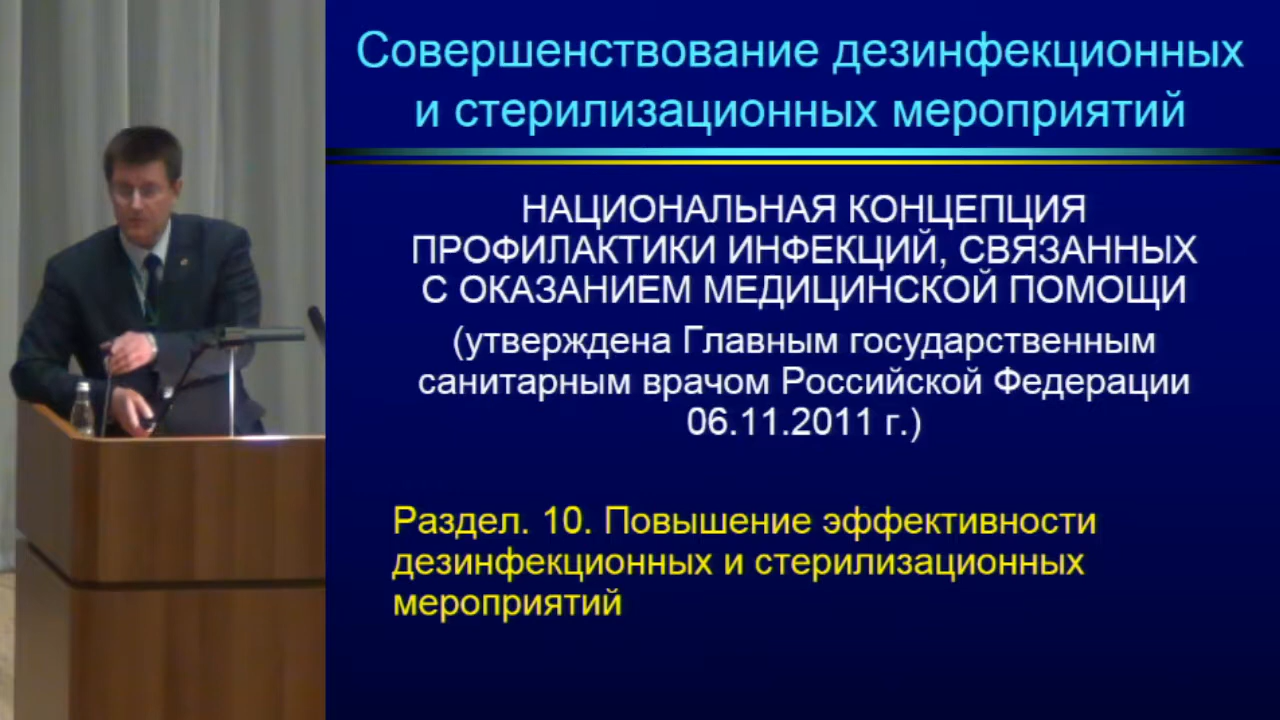 Совершенствование дезинфекционных
и стерилизационных мероприятий
НАЦИОНАЛЬНАЯ КОНЦЕПЦИЯ
ПРОФИЛАКТИКИ ИНФЕКЦИЙ, СВЯЗАННЫХ
С ОКАЗАНИЕМ МЕДИЦИНСКОЙ ПОМОЩИ
(утверждена Главным государственным
санитарным врачом Российской Федерации
06.11.2011 г.)
Раздел. 10. Повышение эффективности
дезинфекционных и стерилизационных
мероприятий